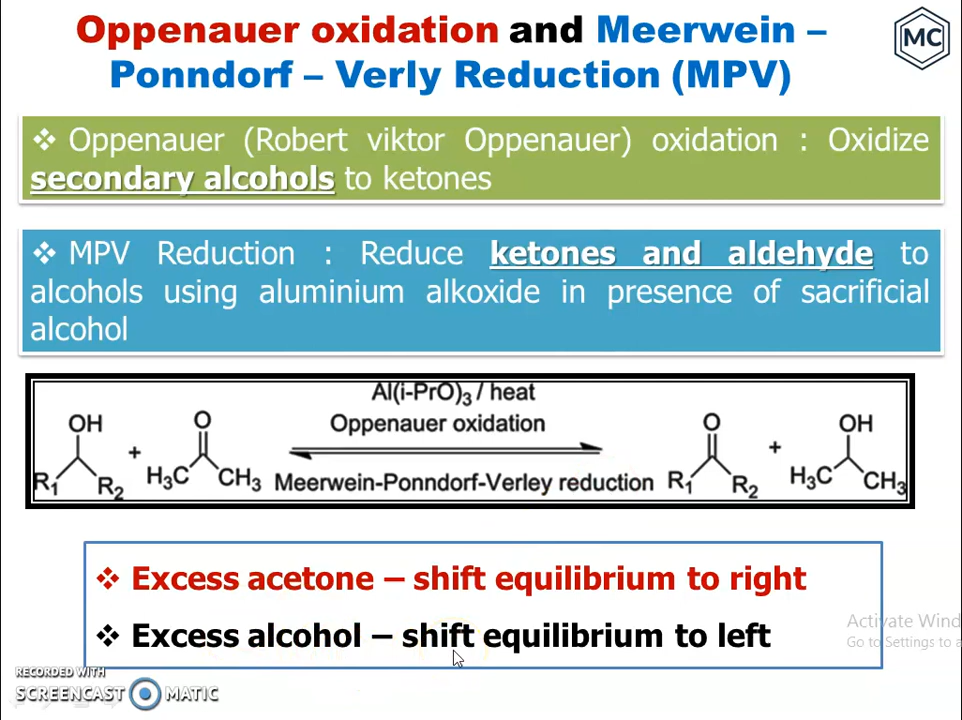 Oppenauer oxidation and Meerwein –
Ponndorf – Verly Reduction (MPV)
MC
❖ Oppenauer (Robert viktor Oppenauer) oxidation : Oxidize
secondary alcohols to ketones
❖ MPV Reduction : Reduce ketones and aldehyde to
alcohols using aluminium alkoxide in presence of sacrificial
alcohol
Al(i-PrO)3 / heat
Oppenauer oxidation
Meerwein-Ponndorf-Verley reduction
OH
R1 R2
+
O
H3C CH3
O
R1 R2
+
OH
H3C CH3
❖ Excess acetone – shift equilibrium to right
❖ Excess alcohol – shift equilibrium to left
Activate Wind
Go to Settings to a
RECORDED WITH
SCREENCAST MATIC